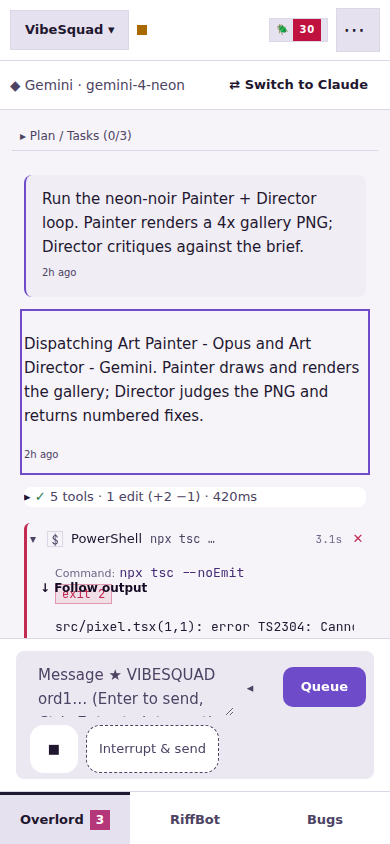 VibeSquad ▾
30
...
◆ Gemini · gemini-4-neon
⇄ Switch to Claude
▸ Plan / Tasks (0/3)
Run the neon-noir Painter + Director
loop. Painter renders a 4x gallery PNG;
Director critiques against the brief.
2h ago
Dispatching Art Painter - Opus and Art
Director - Gemini. Painter draws and renders
the gallery; Director judges the PNG and
returns numbered fixes.
2h ago
▸ ✓ 5 tools · 1 edit (+2 −1) · 420ms
▾ $ PowerShell npx tsc … 3.1s ✕
Command: npx tsc --noEmit
↓ Follow output
exit 2
src/pixel.tsx(1,1): error TS2304: Canno
Message ★ VIBESQUAD
ord1... (Enter to send,
◂
Queue
■
Interrupt & send
Overlord 3
RiffBot
Bugs